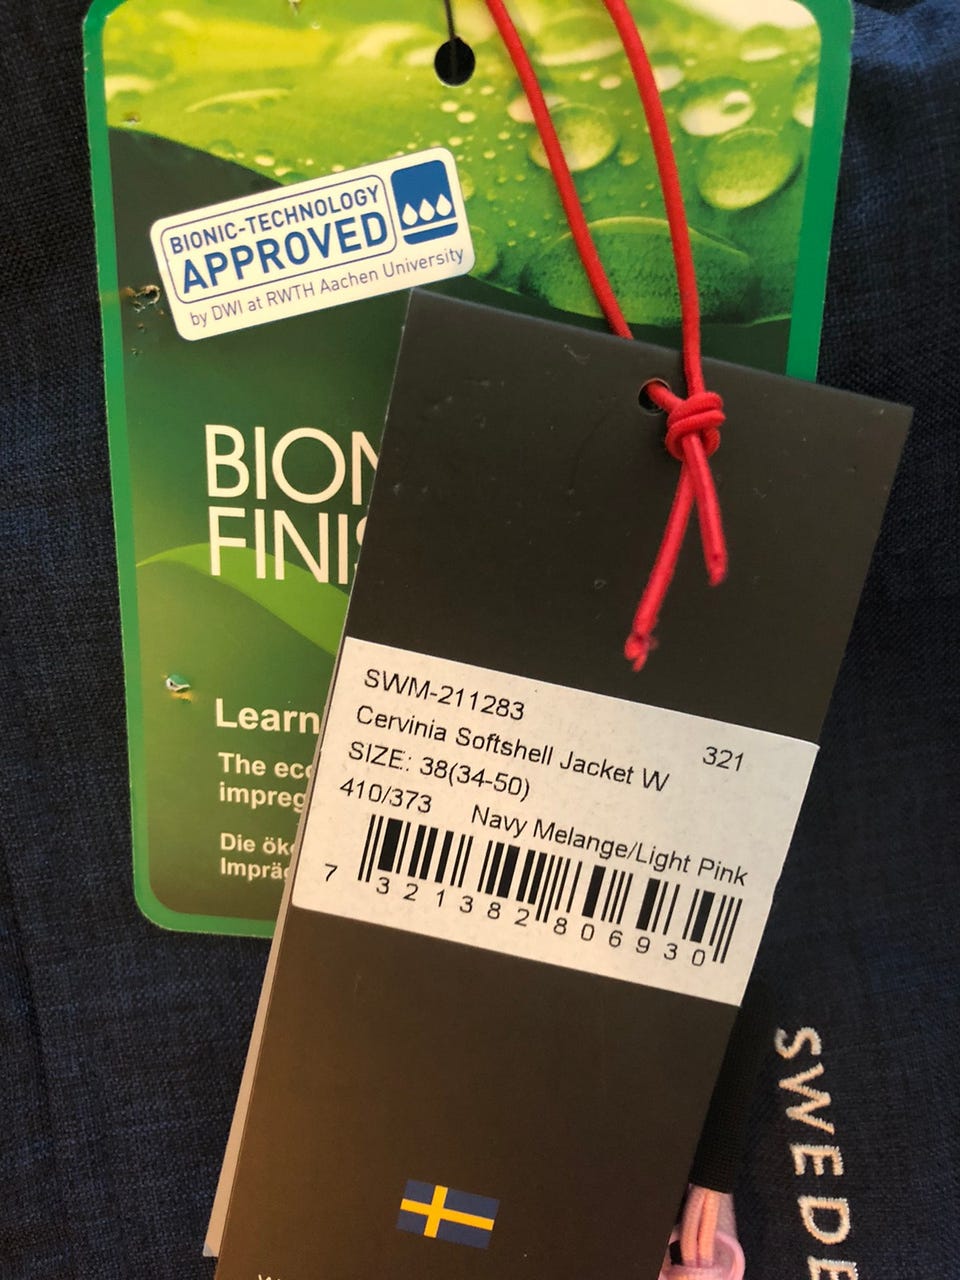 BIONIC-TECHNOLOGY
APPROVED
by DWI at RWTH Aachen University
BION
FINIS
Learn
The eco
impreg
Die öko
Impräg
SWM-211283
Cervinia Softshell Jacket W 321
SIZE: 38(34-50)
410/373 Navy Melange/Light Pink
7 321382 806930
SWEDE